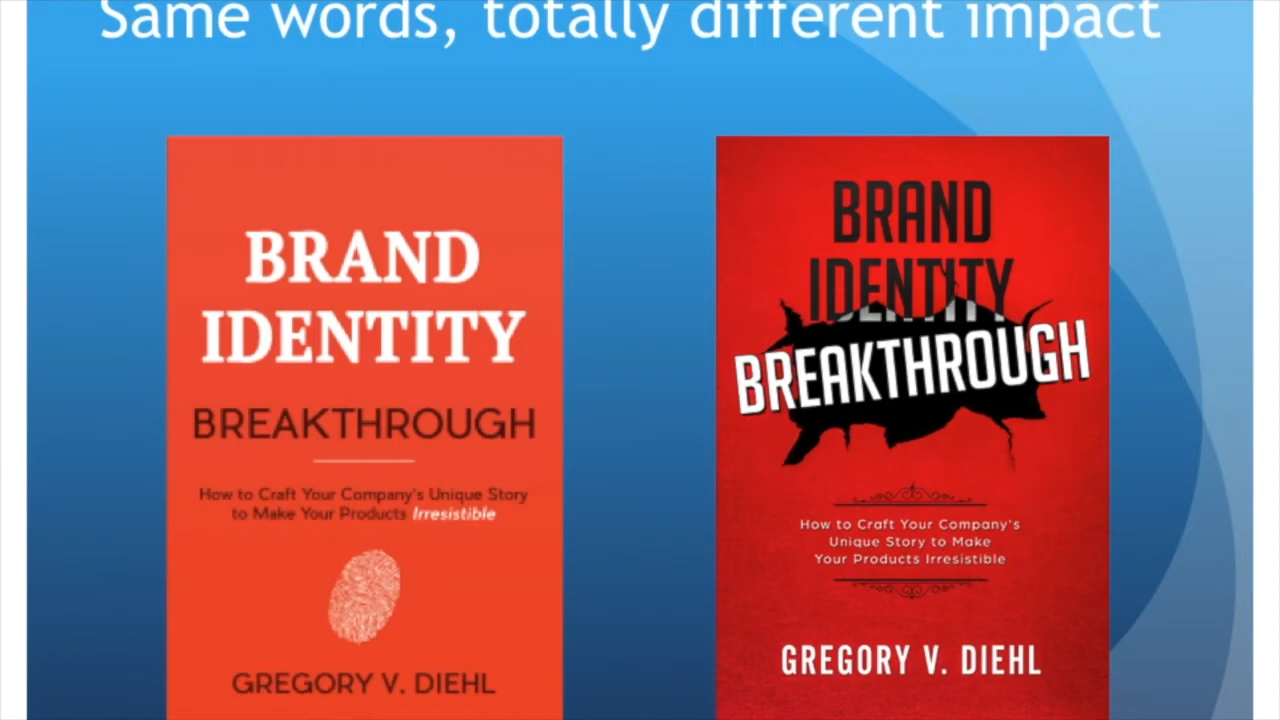 Same words, totally different impact
BRAND
IDENTITY
BREAKTHROUGH
How to Craft Your Company's Unique Story
to Make Your Products Irresistible
GREGORY V. DIEHL
BRAND
IDENTITY
BREAKTHROUGH
How to Craft Your Company's
Unique Story to Make
Your Products Irresistible
GREGORY V. DIEHL